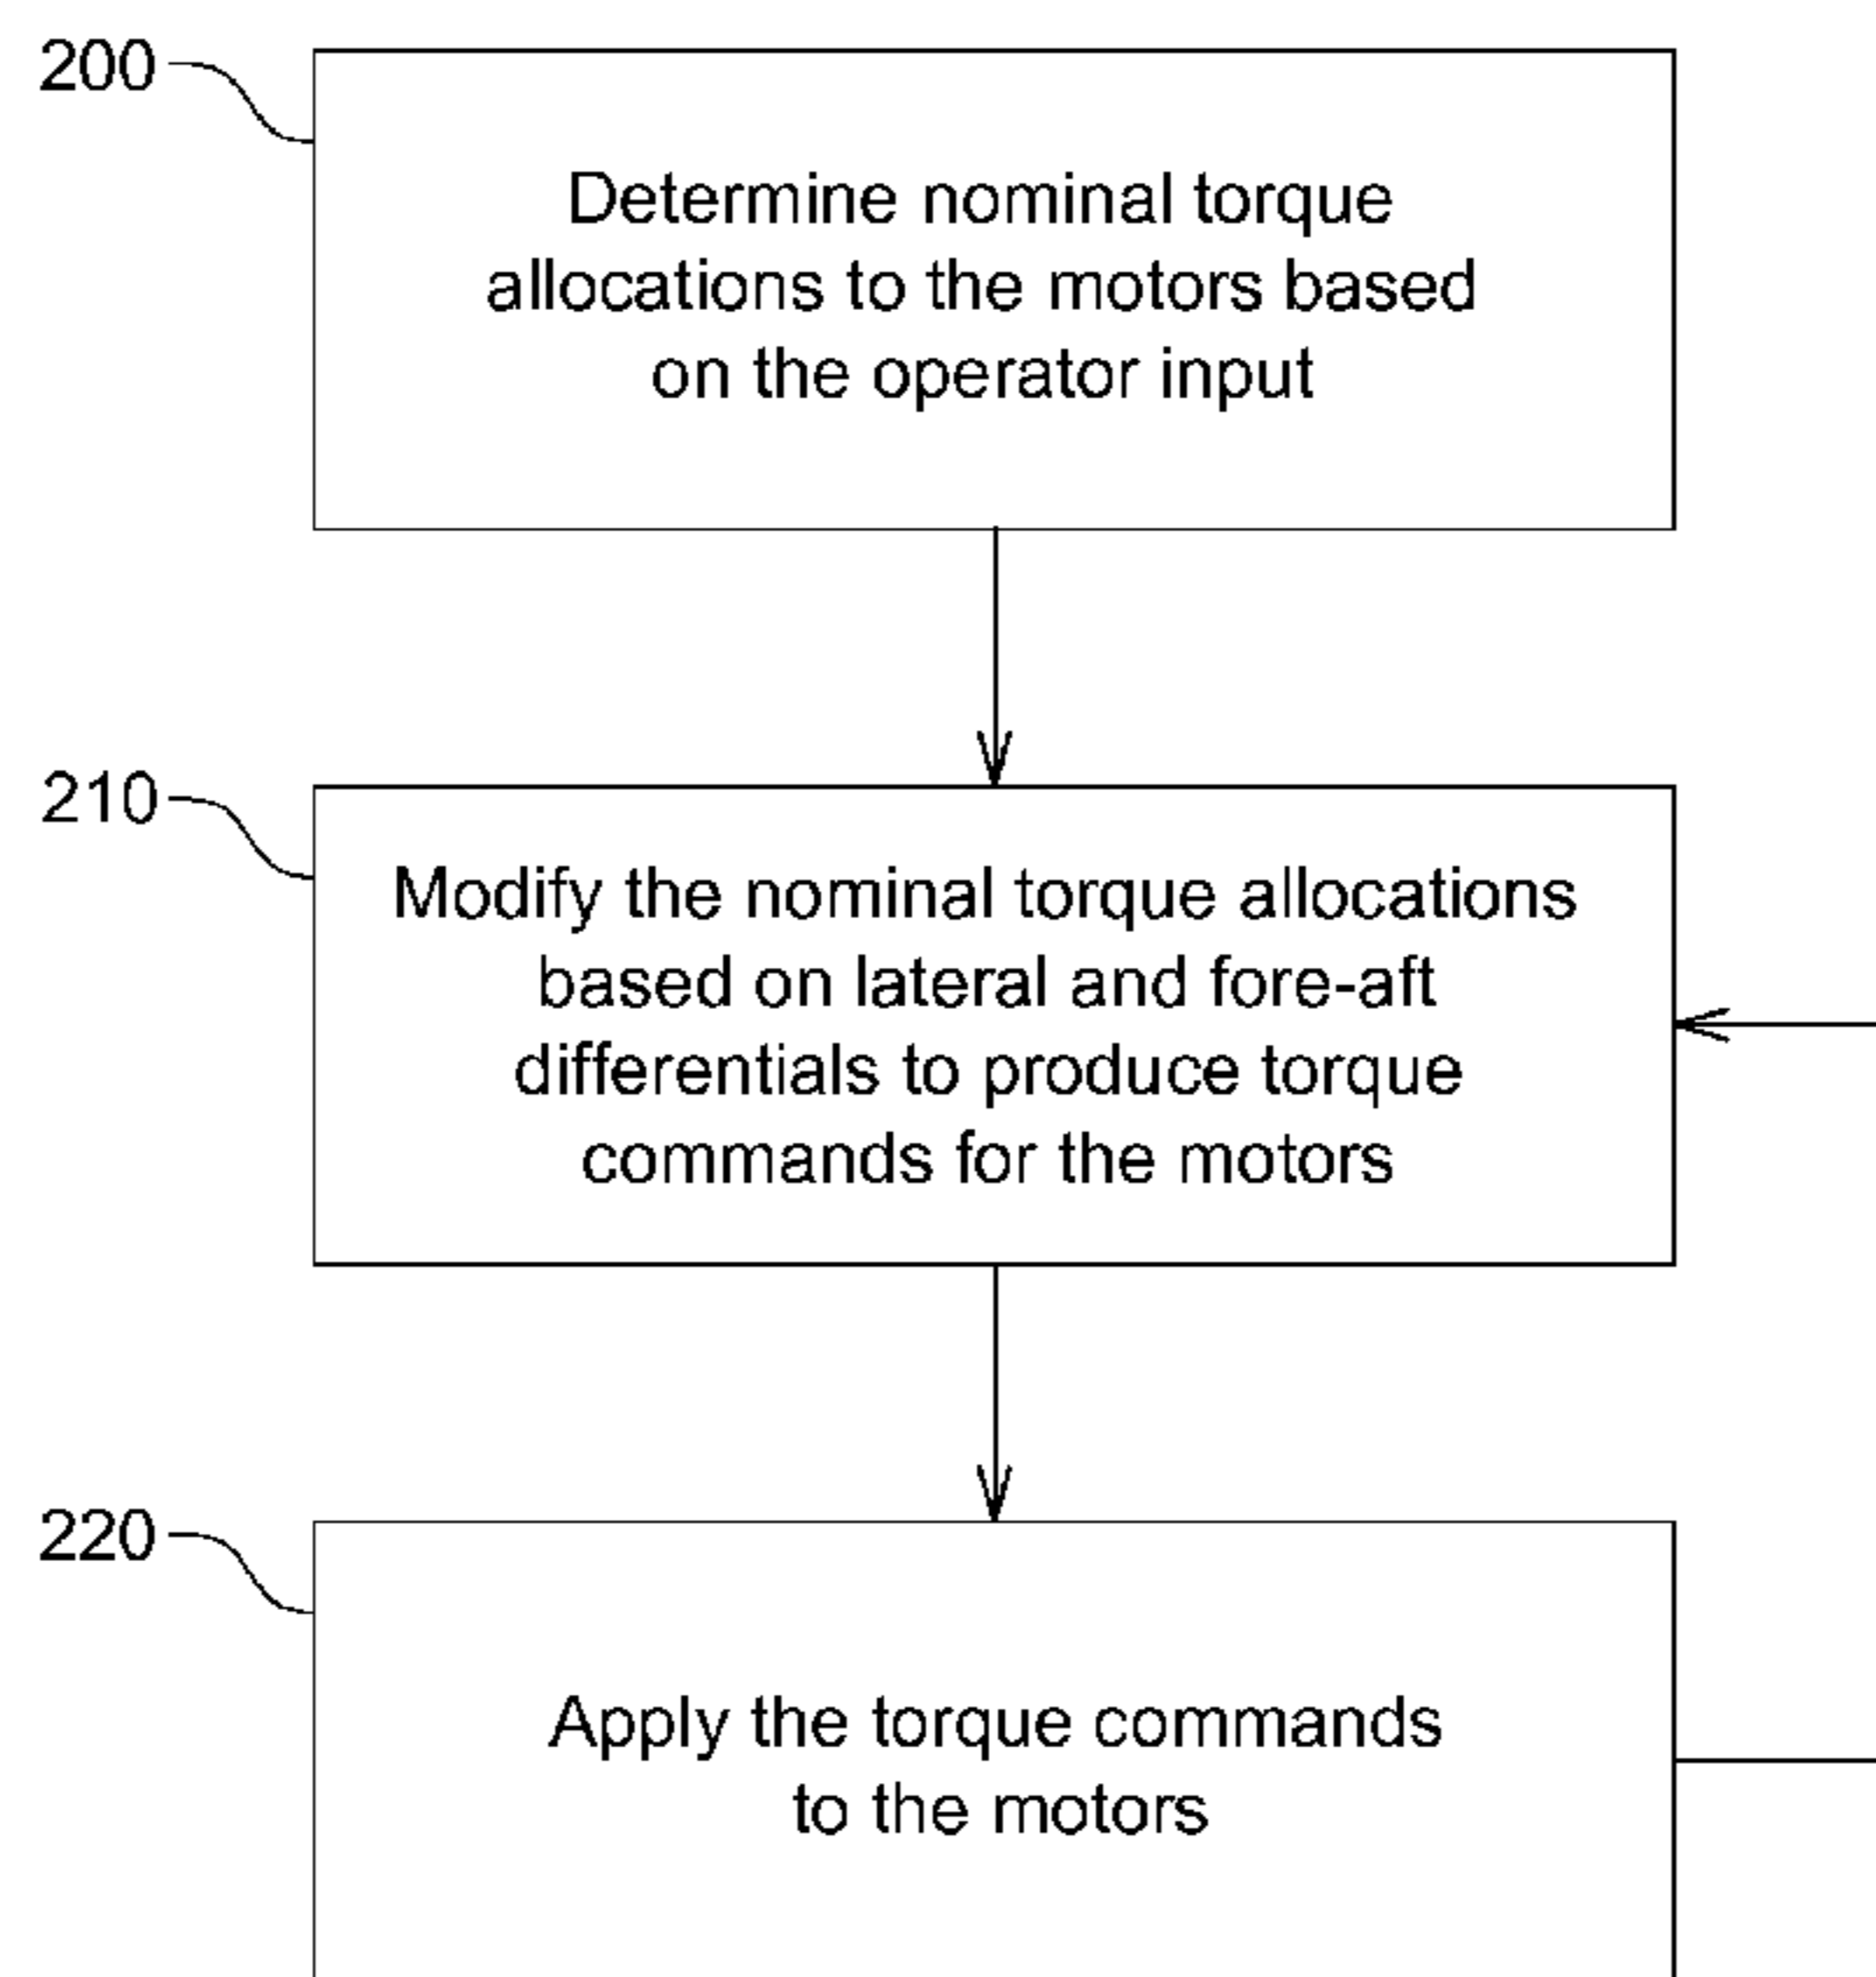 200
Determine nominal torque
allocations to the motors based
on the operator input
210
Modify the nominal torque allocations
based on lateral and fore-aft
differentials to produce torque
commands for the motors
220
Apply the torque commands
to the motors